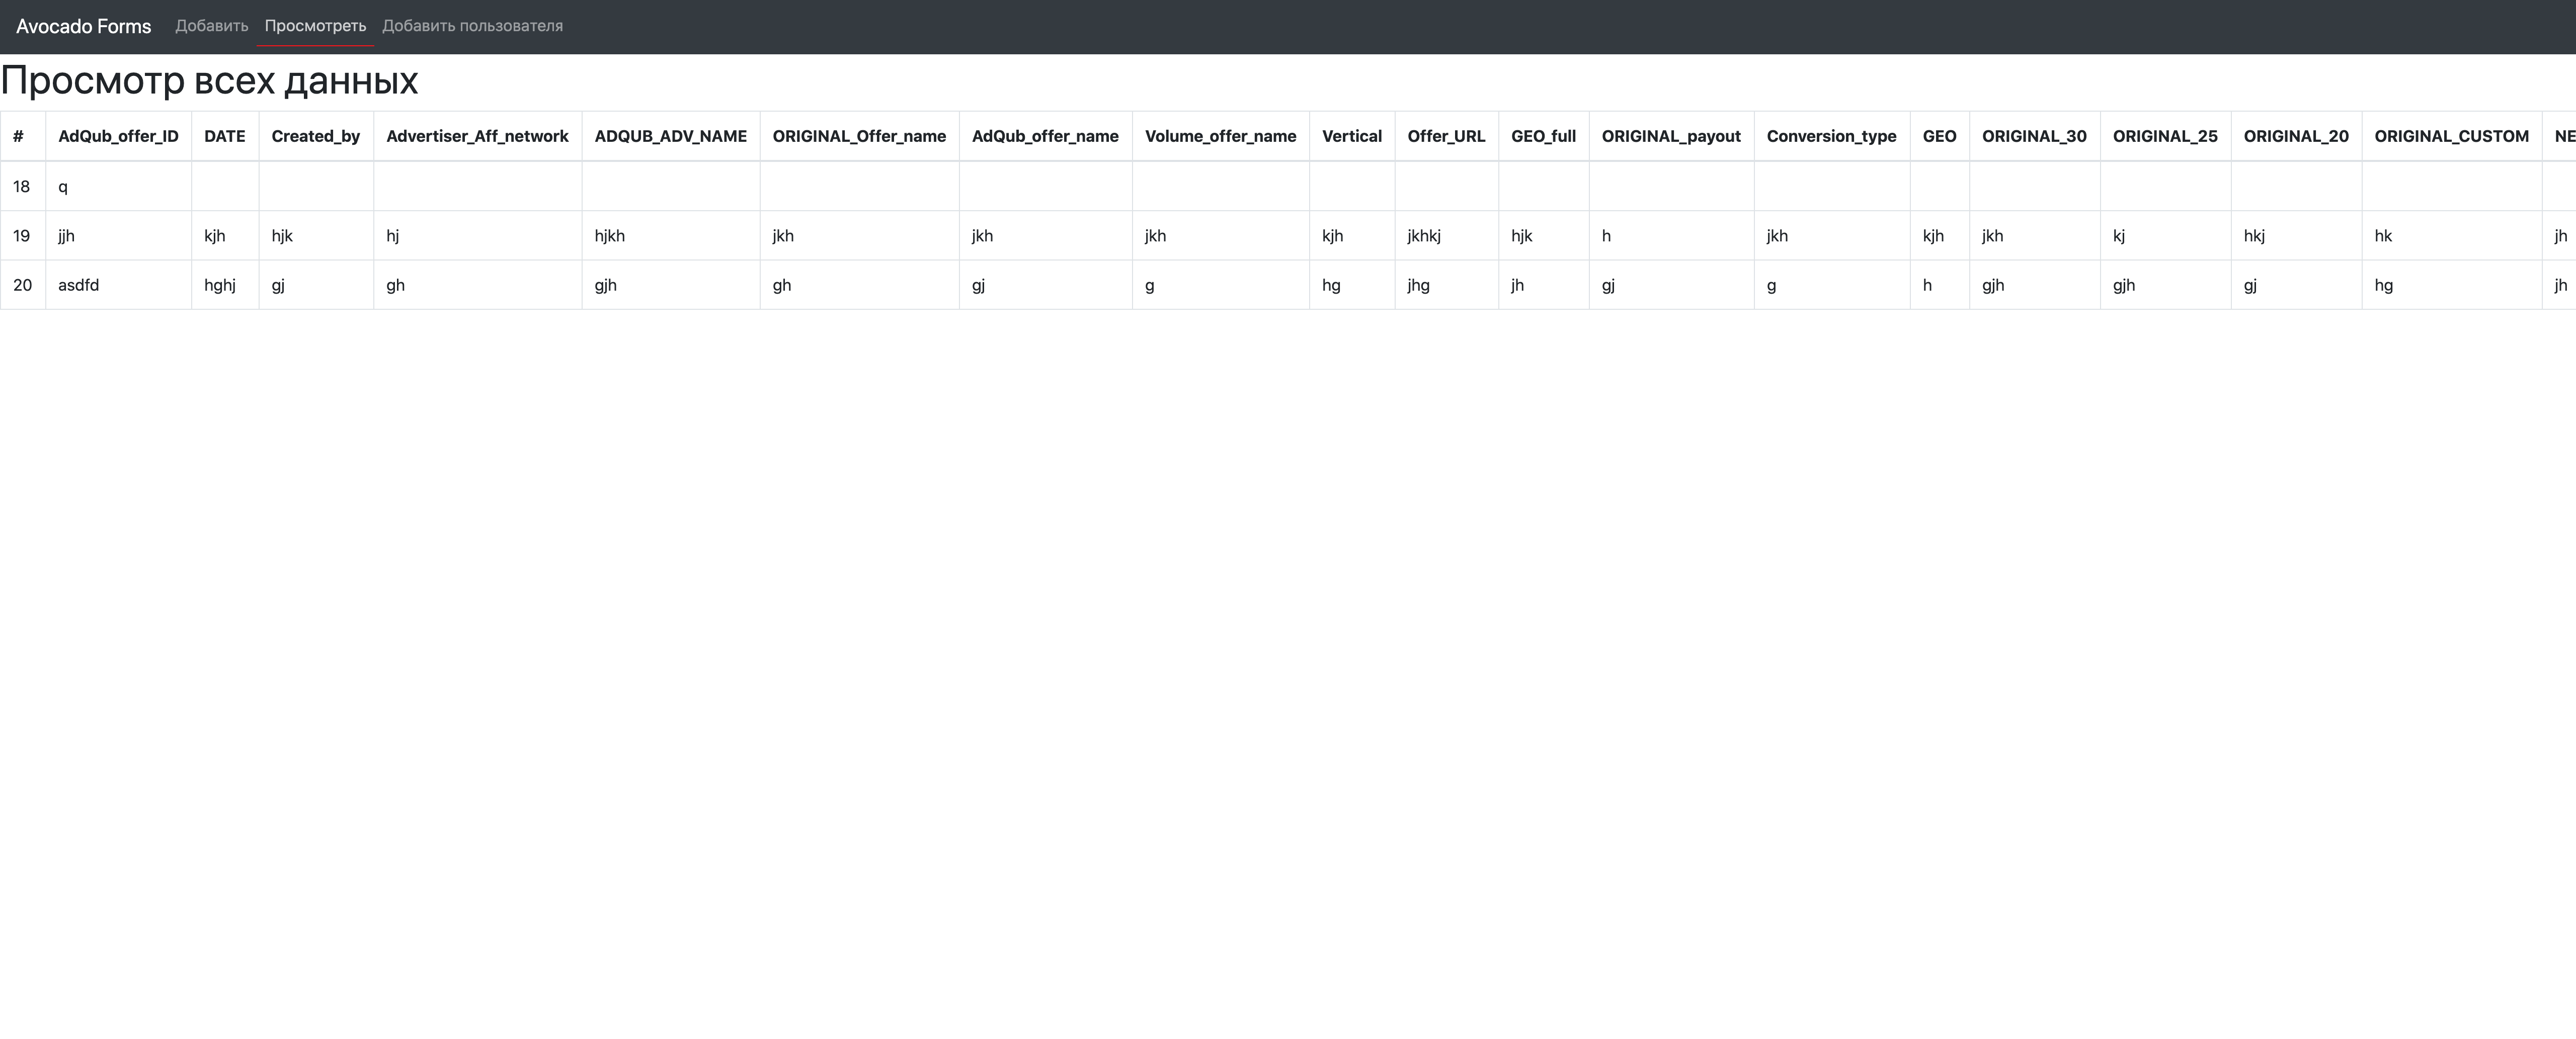 Avocado Forms Добавить Просмотреть Добавить пользователя
Просмотр всех данных
# AdQub_offer_ID DATE Created_by Advertiser_Aff_network ADQUB_ADV_NAME ORIGINAL_Offer_name AdQub_offer_name Volume_offer_name Vertical Offer_URL GEO_full ORIGINAL_payout Conversion_type GEO ORIGINAL_30 ORIGINAL_25 ORIGINAL_20 ORIGINAL_CUSTOM NE
18 q
19 jjh kjh hjk hj hjkh jkh jkh jkh kjh jkhkj hjk h jkh kjh jkh kj hkj hk jh
20 asdfd hghj gj gh gjh gh gj g hg jhg jh gj g h gjh gjh gj hg jh